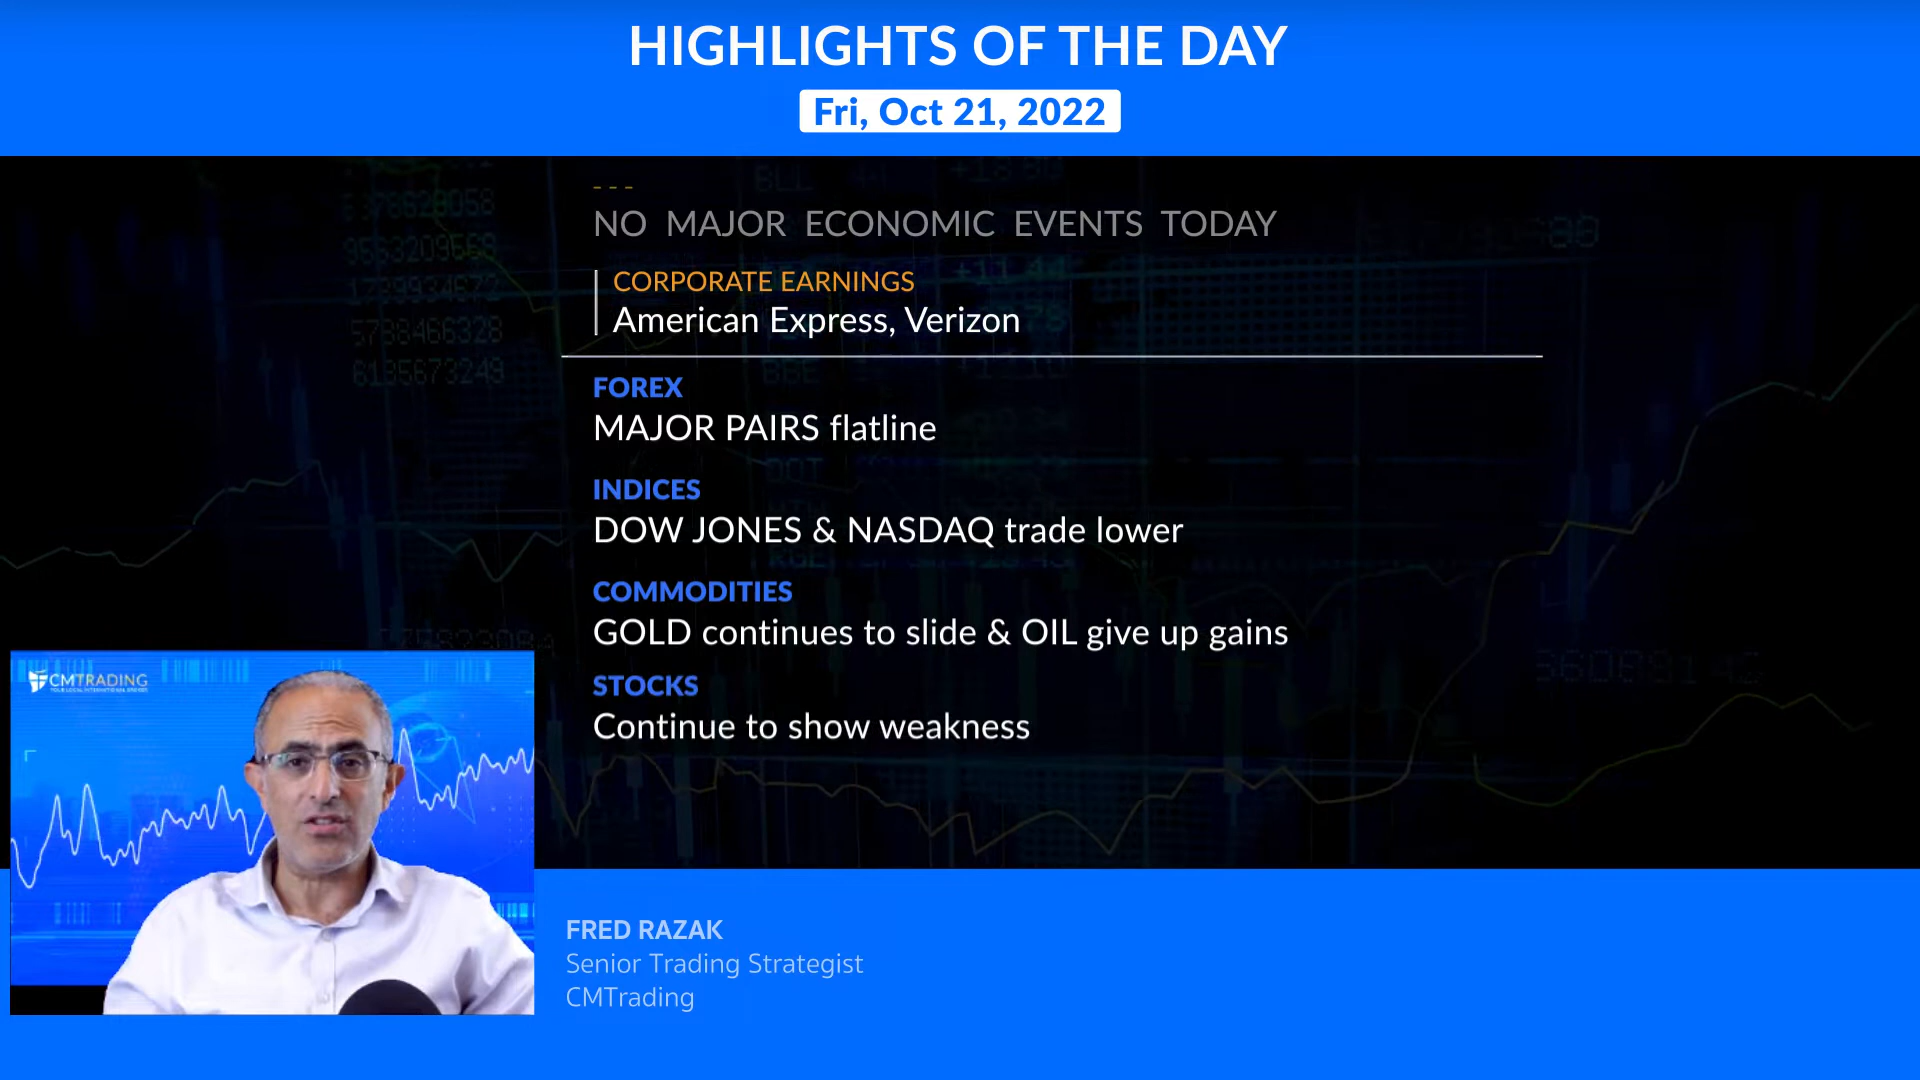 HIGHLIGHTS OF THE DAY
Fri, Oct 21, 2022
- - -
NO MAJOR ECONOMIC EVENTS TODAY
CORPORATE EARNINGS
American Express, Verizon
FOREX
MAJOR PAIRS flatline
INDICES
DOW JONES & NASDAQ trade lower
COMMODITIES
GOLD continues to slide & OIL give up gains
STOCKS
Continue to show weakness
CMTRADING
FRED RAZAK
Senior Trading Strategist
CMTrading